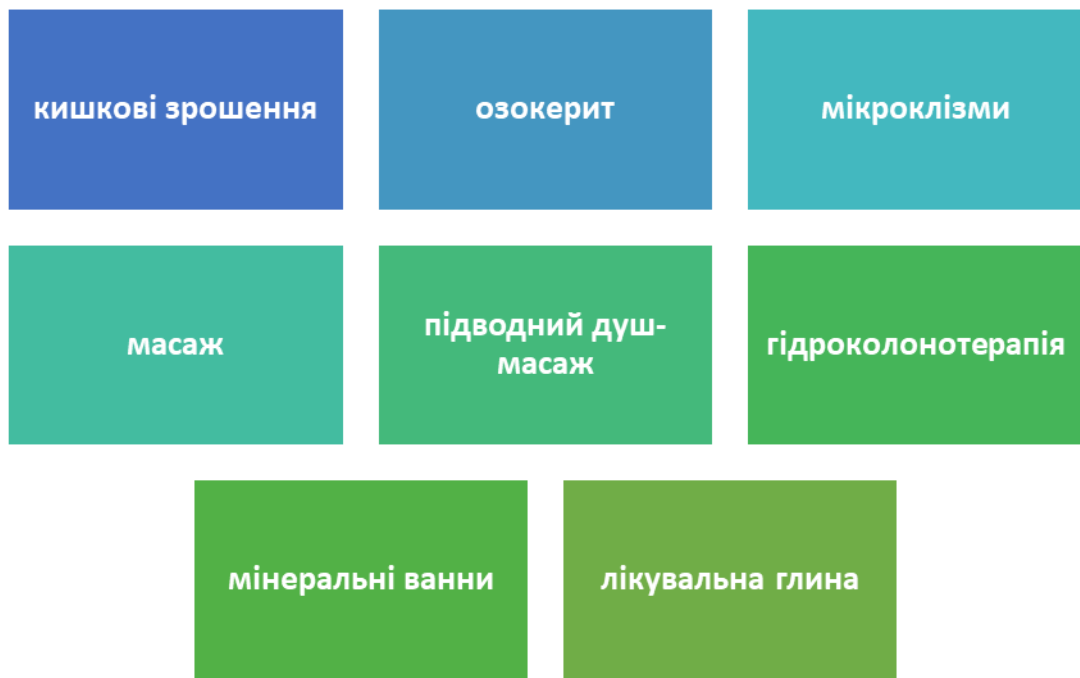 кишкові зрошення
озокерит
мікроклізми
масаж
підводний душ-
масаж
гідроколонотерапія
мінеральні ванни
лікувальна глина